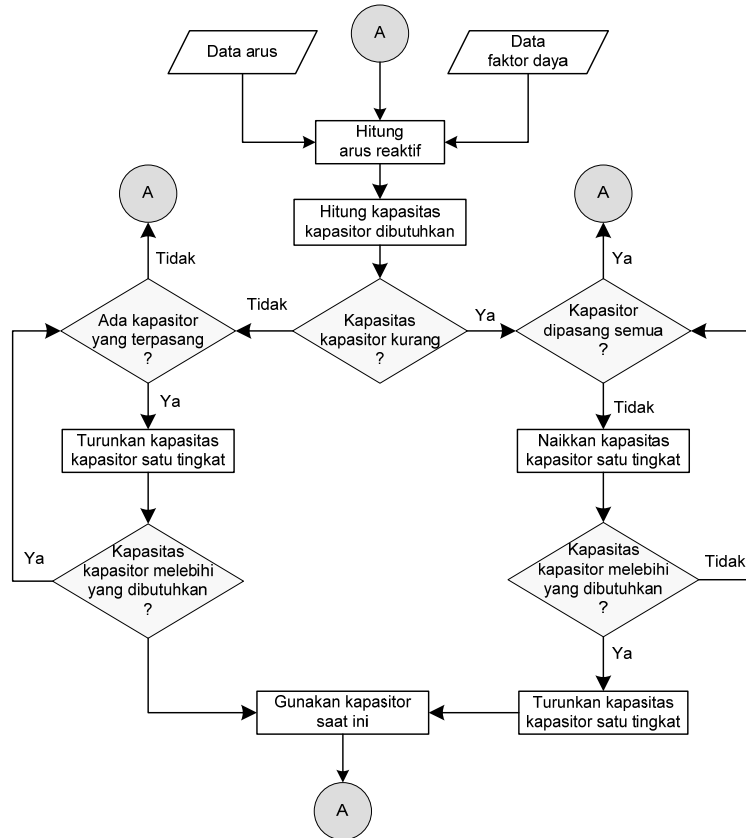 Data arus
A
Data
faktor daya
Hitung
arus reaktif
A
Hitung kapasitas
kapasitor dibutuhkan
A
Tidak
Ya
Ada kapasitor
yang terpasang
?
Tidak
Kapasitas
kapasitor kurang
?
Ya
Kapasitor
dipasang semua
?
Ya
Tidak
Turunkan kapasitas
kapasitor satu tingkat
Naikkan kapasitas
kapasitor satu tingkat
Ya
Kapasitas
kapasitor melebihi
yang dibutuhkan
?
Kapasitas
kapasitor melebihi
yang dibutuhkan
?
Tidak
Ya
Gunakan kapasitor
saat ini
Turunkan kapasitas
kapasitor satu tingkat
A